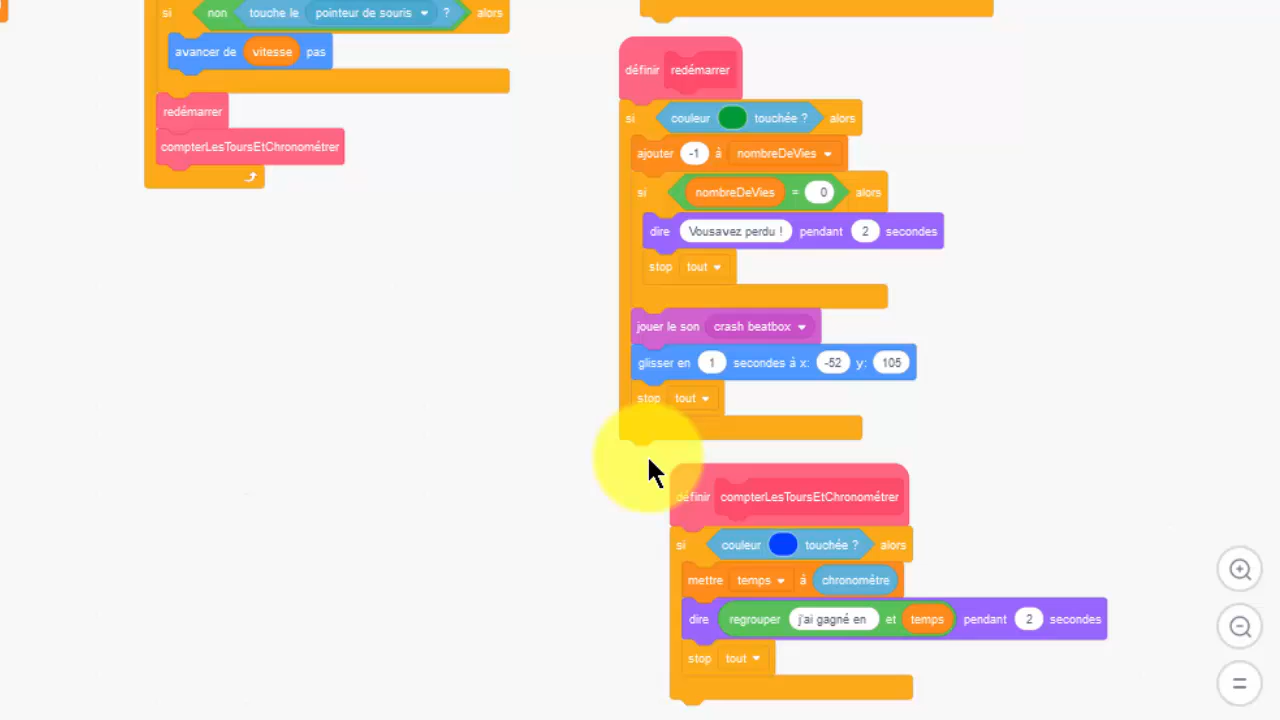 si non touche le pointeur de souris ? alors
avancer de vitesse pas
redémarrer
compterLesToursEtChronométrer
définir redémarrer
si couleur touchée ? alors
ajouter -1 à nombreDeVies
si nombreDeVies = 0 alors
dire Vousavez perdu ! pendant 2 secondes
stop tout
jouer le son crash beatbox
glisser en 1 secondes à x: -52 y: 105
stop tout
définir compterLesToursEtChronométrer
si couleur touchée ? alors
mettre temps à chronomètre
dire regrouper j'ai gagné en et temps pendant 2 secondes
stop tout